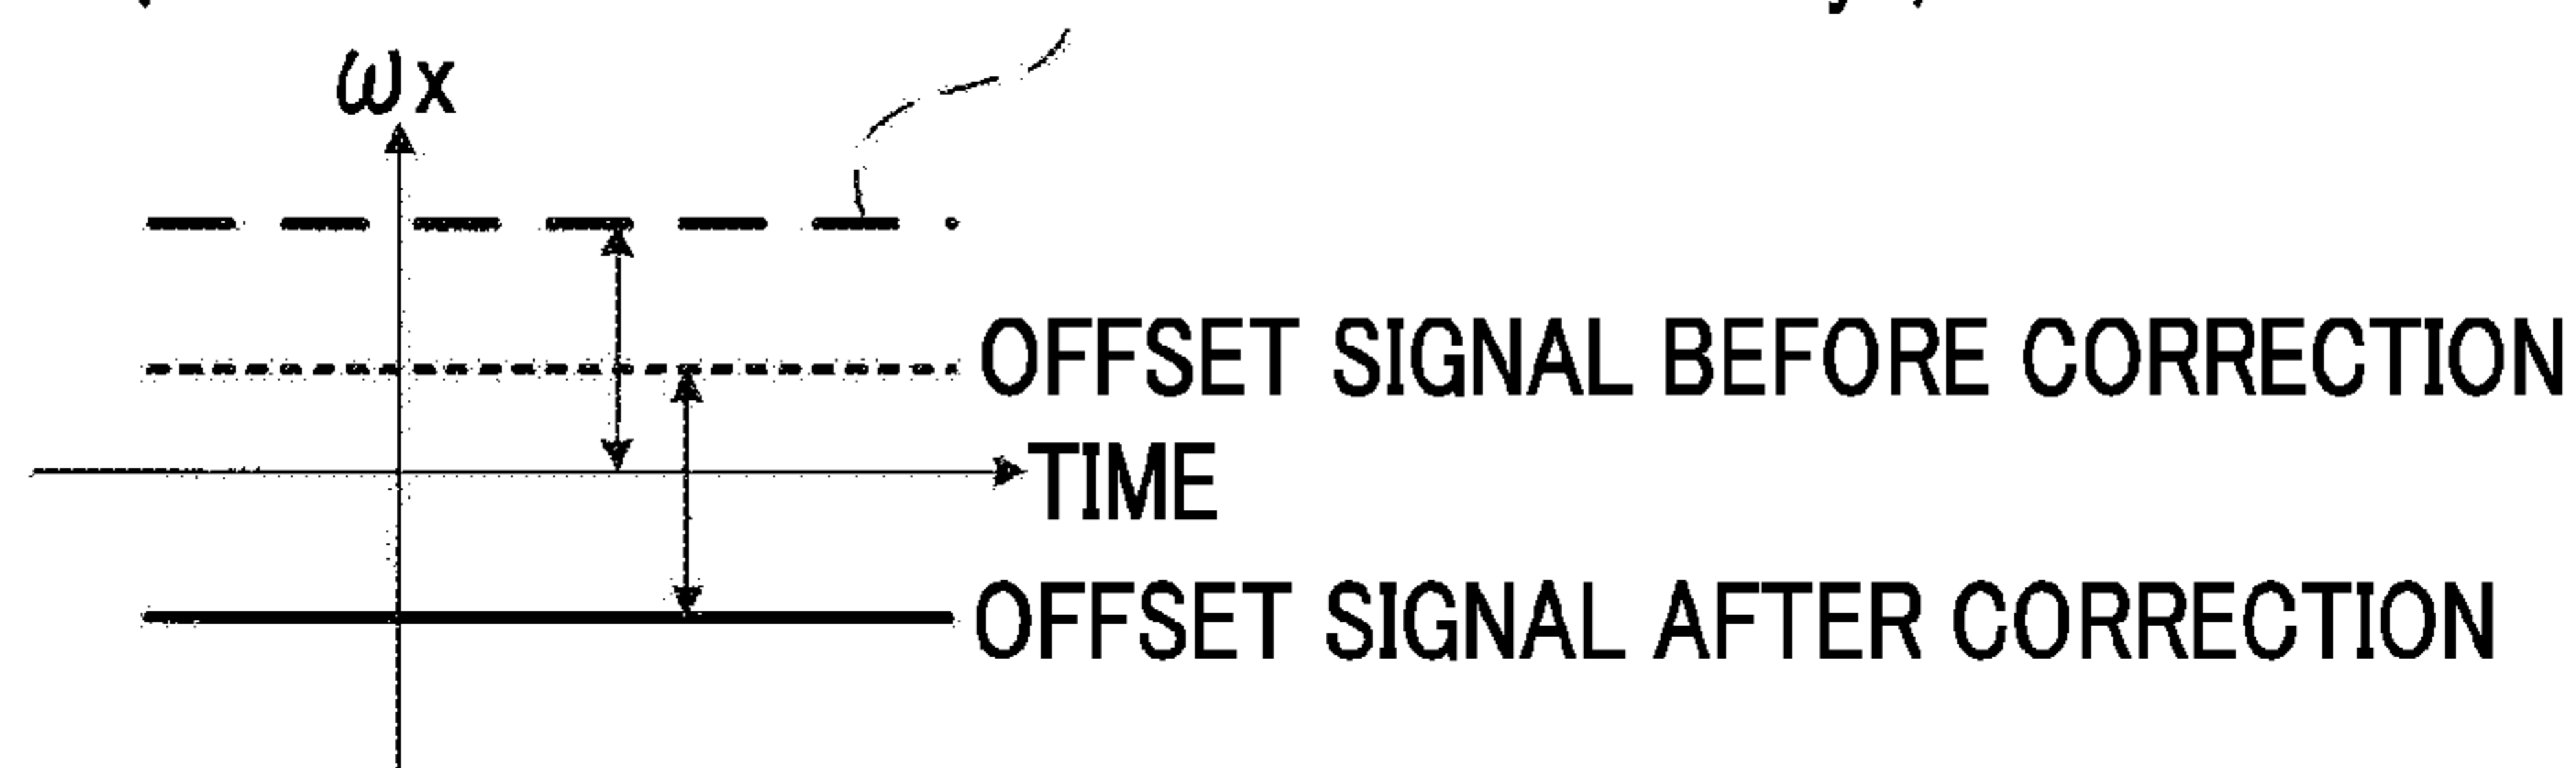 ωx
OFFSET SIGNAL BEFORE CORRECTION
TIME
OFFSET SIGNAL AFTER CORRECTION